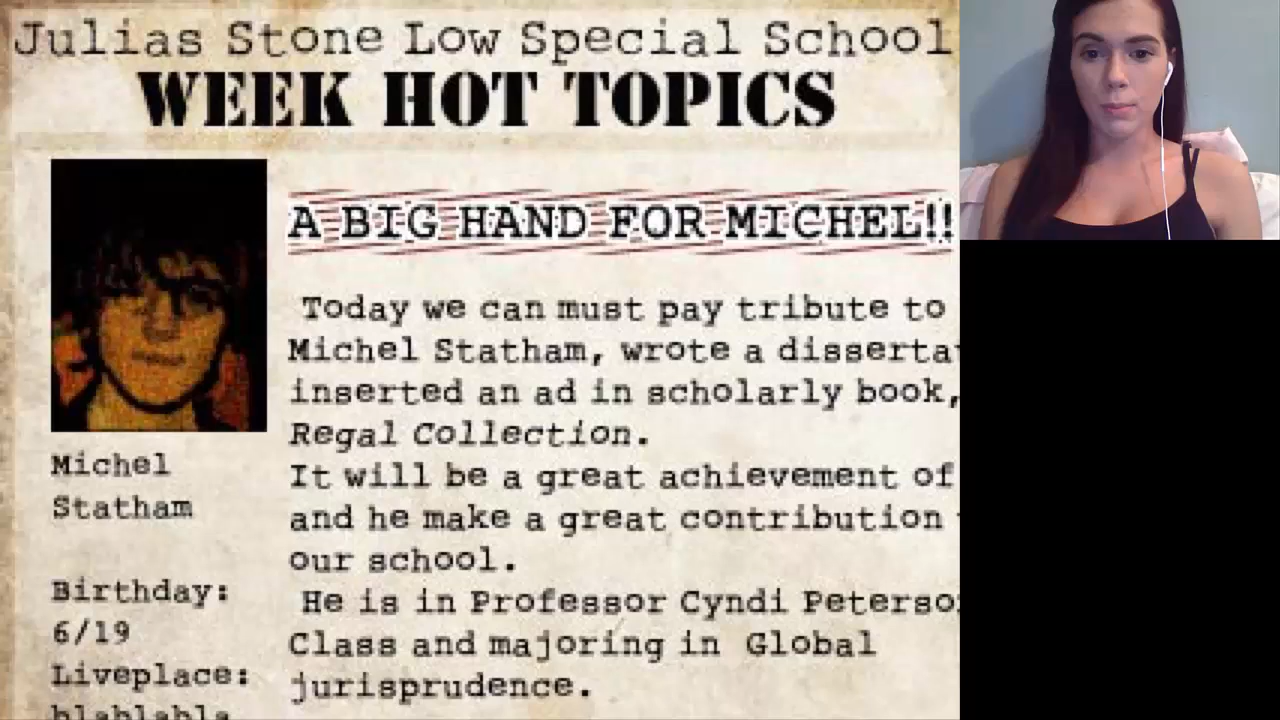 Julias Stone Low Special School
WEEK HOT TOPICS
A BIG HAND FOR MICHEL!!
Today we can must pay tribute to
Michel Statham, wrote a disserta
inserted an ad in scholarly book,
Regal Collection.
It will be a great achievement of
and he make a great contribution
our school.
He is in Professor Cyndi Peterso
Class and majoring in Global
jurisprudence.
Michel
Statham
Birthday:
6/19
Liveplace:
blablabla